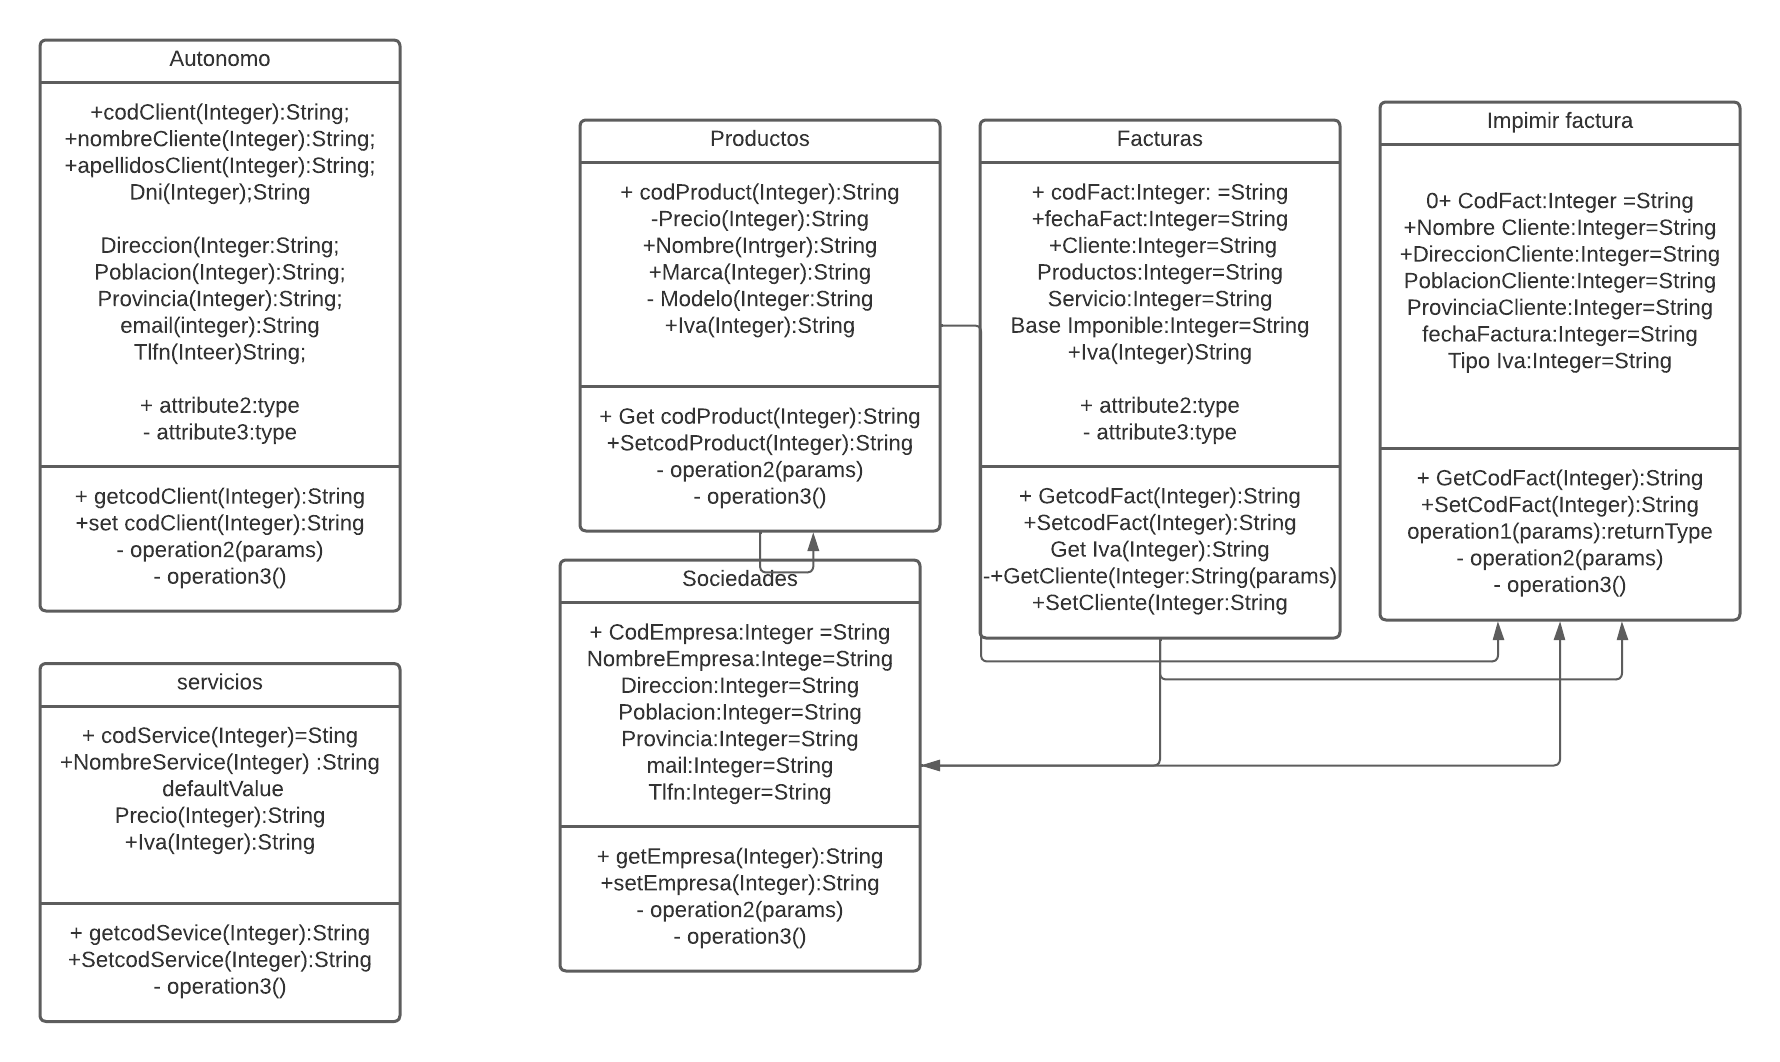 Autonomo
+codClient(Integer):String;
+nombreCliente(Integer):String;
+apellidosClient(Integer):String;
Dni(Integer);String
Direccion(Integer:String;
Poblacion(Integer):String;
Provincia(Integer):String;
email(integer):String
Tlfn(Inteer)String;
+ attribute2:type
- attribute3:type
+ getcodClient(Integer):String
+set codClient(Integer):String
- operation2(params)
- operation3()
servicios
+ codService(Integer)=Sting
+NombreService(Integer) :String
defaultValue
Precio(Integer):String
+Iva(Integer):String
+ getcodSevice(Integer):String
+SetcodService(Integer):String
- operation3()
Productos
+ codProduct(Integer):String
-Precio(Integer):String
+Nombre(Intrger):String
+Marca(Integer):String
- Modelo(Integer:String
+Iva(Integer):String
+ Get codProduct(Integer):String
+SetcodProduct(Integer):String
- operation2(params)
- operation3()
Sociedades
+ CodEmpresa:Integer =String
NombreEmpresa:Intege=String
Direccion:Integer=String
Poblacion:Integer=String
Provincia:Integer=String
mail:Integer=String
Tlfn:Integer=String
+ getEmpresa(Integer):String
+setEmpresa(Integer):String
- operation2(params)
- operation3()
Facturas
+ codFact:Integer: =String
+fechaFact:Integer=String
+Cliente:Integer=String
Productos:Integer=String
Servicio:Integer=String
Base Imponible:Integer=String
+Iva(Integer)String
+ attribute2:type
- attribute3:type
+ GetcodFact(Integer):String
+SetcodFact(Integer):String
Get Iva(Integer):String
-+GetCliente(Integer:String(params)
+SetCliente(Integer:String
Impimir factura
0+ CodFact:Integer =String
+Nombre Cliente:Integer=String
+DireccionCliente:Integer=String
PoblacionCliente:Integer=String
ProvinciaCliente:Integer=String
fechaFactura:Integer=String
Tipo Iva:Integer=String
+ GetCodFact(Integer):String
+SetCodFact(Integer):String
operation1(params):returnType
- operation2(params)
- operation3()